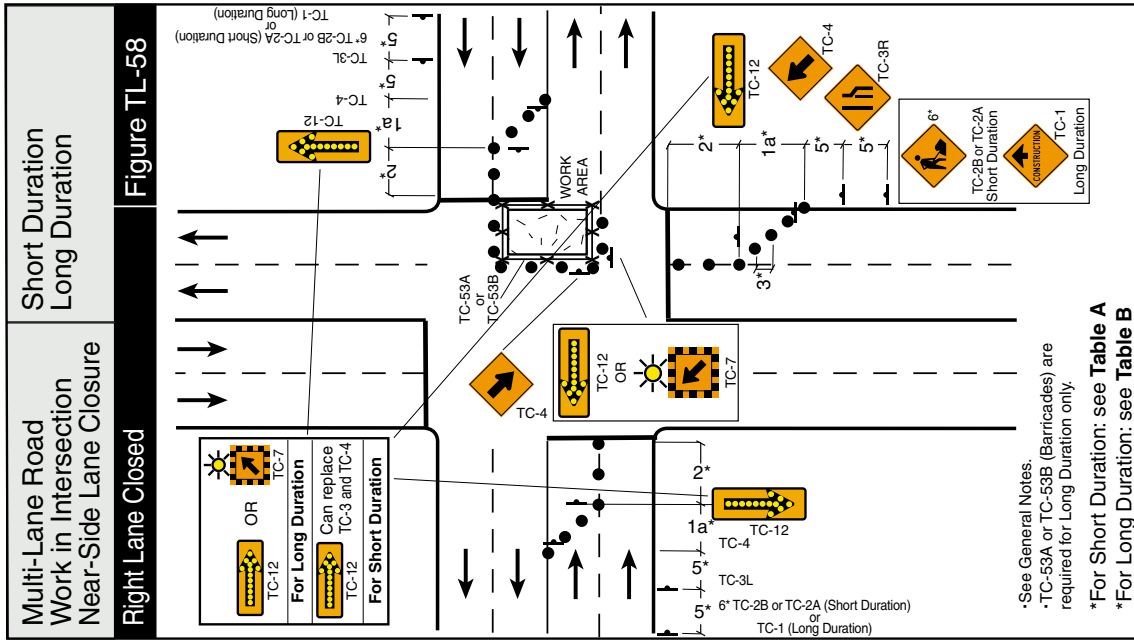 Multi-Lane Road
Work in Intersection
Near-Side Lane Closure
Short Duration
Long Duration
Right Lane Closed
Figure TL-58
TC-12
OR
TC-7
For Long Duration
TC-12
Can replace
TC-3 and TC-4
For Short Duration
TC-12
2*
1a*
TC-4
5*
TC-3L
5*
6* TC-2B or TC-2A (Short Duration)
or
TC-1 (Long Duration)
TC-53A
or
TC-53B
WORK
AREA
TC-4
TC-12
OR
TC-7
TC-12
TC-4
TC-3R
2*
1a*
5*
5*
3*
6*
TC-2B or TC-2A
Short Duration
CONSTRUCTION
TC-1
Long Duration
2*
1a*
5*
5*
TC-12
TC-4
TC-3L
6* TC-2B or TC-2A (Short Duration)
or
TC-1 (Long Duration)
•See General Notes.
•TC-53A or TC-53B (Barricades) are
required for Long Duration only.
*For Short Duration: see Table A
*For Long Duration: see Table B